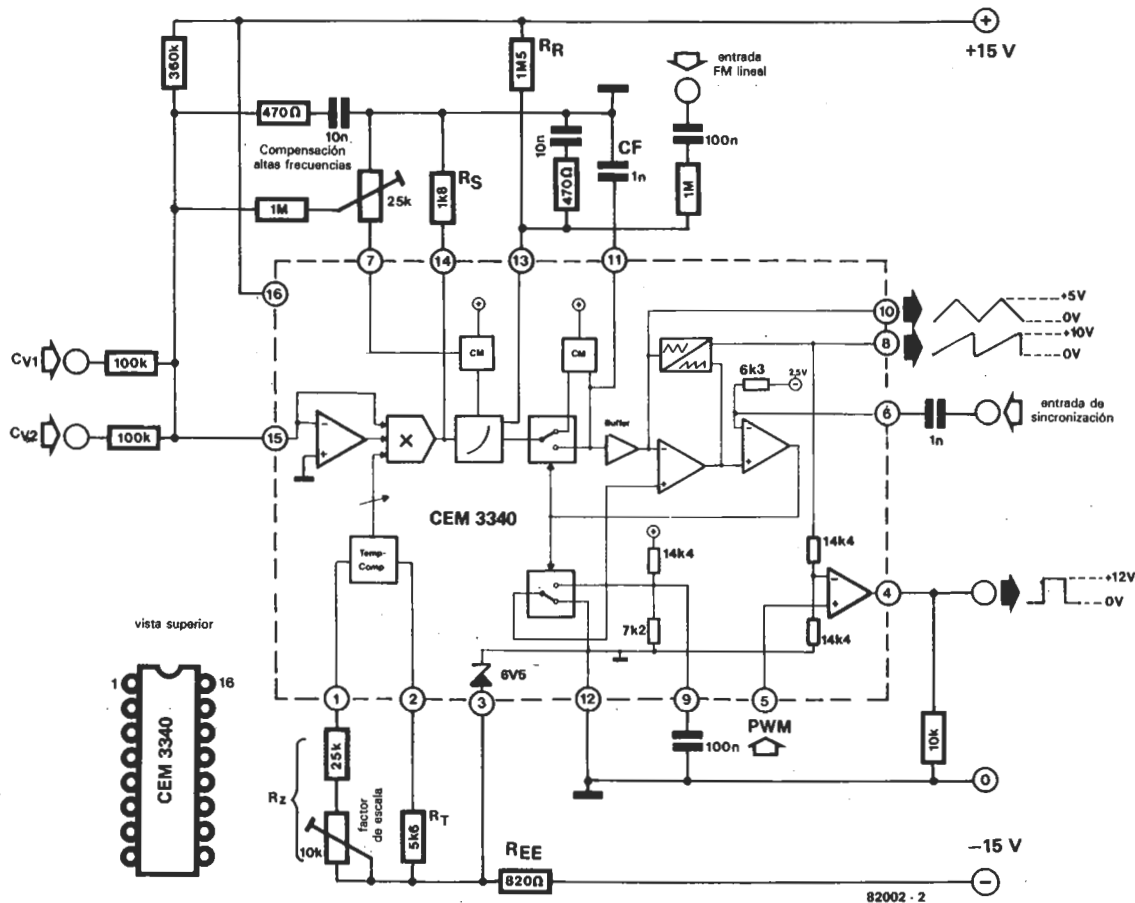 +
+15 V
360k
RR
1M5
entrada
FM lineal
470Ω
10n
Compensación
altas frecuencias
10n
CF
1n
100n
470Ω
1M
1M
25k
RS
1k8
7
14
13
11
16
+
+
10
+5V
0V
8
+10V
0V
CM
CM
CV1
100k
6k3
2,5V
−
6
1n
entrada de
sincronización
CV2
100k
15
−
+
×
Buffer
−
+
−
+
CEM 3340
+
14k4
14k4
Temp-
Comp
−
+
4
+12V
0V
7k2
14k4
vista superior
6V5
1
16
CEM 3340
1
2
3
12
9
5
PWM
100n
10k
25k
RZ
factor
de escala
10k
RT
5k6
0
REE
820Ω
−15 V
−
82002 - 2